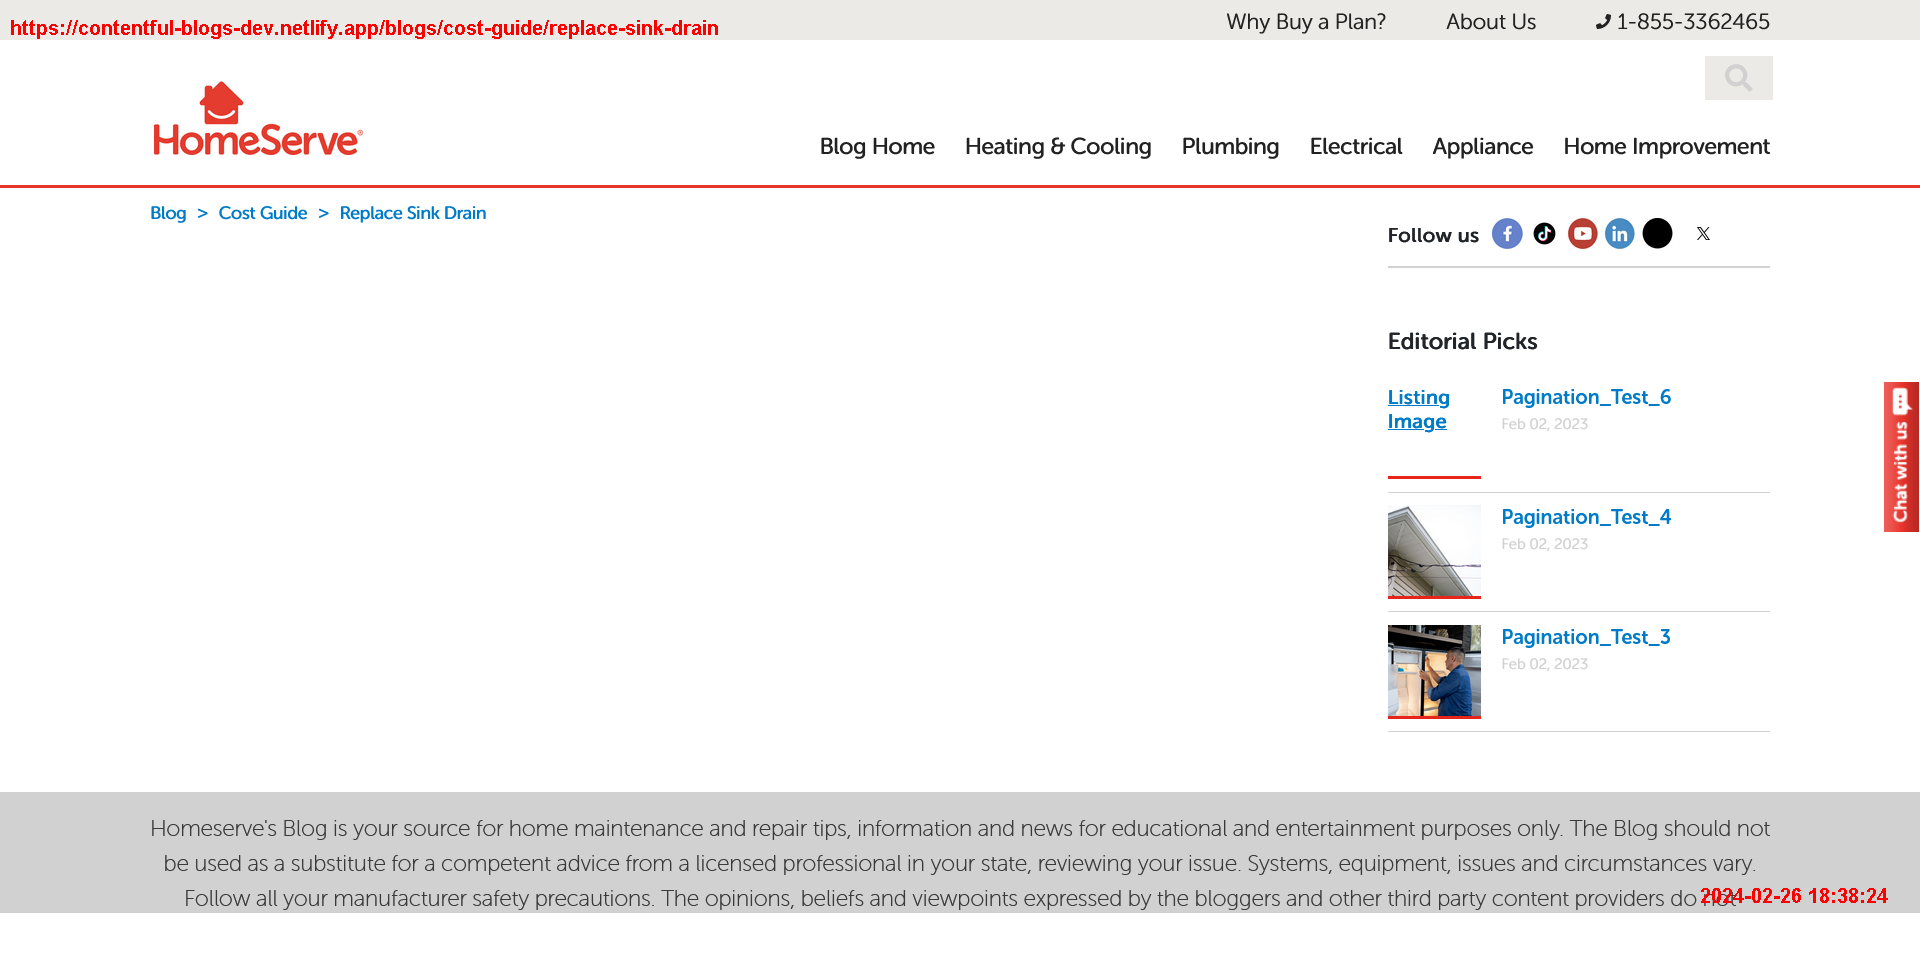 https://contentful-blogs-dev.netlify.app/blogs/cost-guide/replace-sink-drain
Why Buy a Plan? About Us 1-855-3362465
HomeServe®
Blog Home Heating & Cooling Plumbing Electrical Appliance Home Improvement
Blog > Cost Guide > Replace Sink Drain
Follow us
Editorial Picks
Listing Image
Pagination_Test_6
Feb 02, 2023
Pagination_Test_4
Feb 02, 2023
Pagination_Test_3
Feb 02, 2023
Chat with us
Homeserve's Blog is your source for home maintenance and repair tips, information and news for educational and entertainment purposes only. The Blog should not
be used as a substitute for a competent advice from a licensed professional in your state, reviewing your issue. Systems, equipment, issues and circumstances vary.
Follow all your manufacturer safety precautions. The opinions, beliefs and viewpoints expressed by the bloggers and other third party content providers do not
2024-02-26 18:38:24